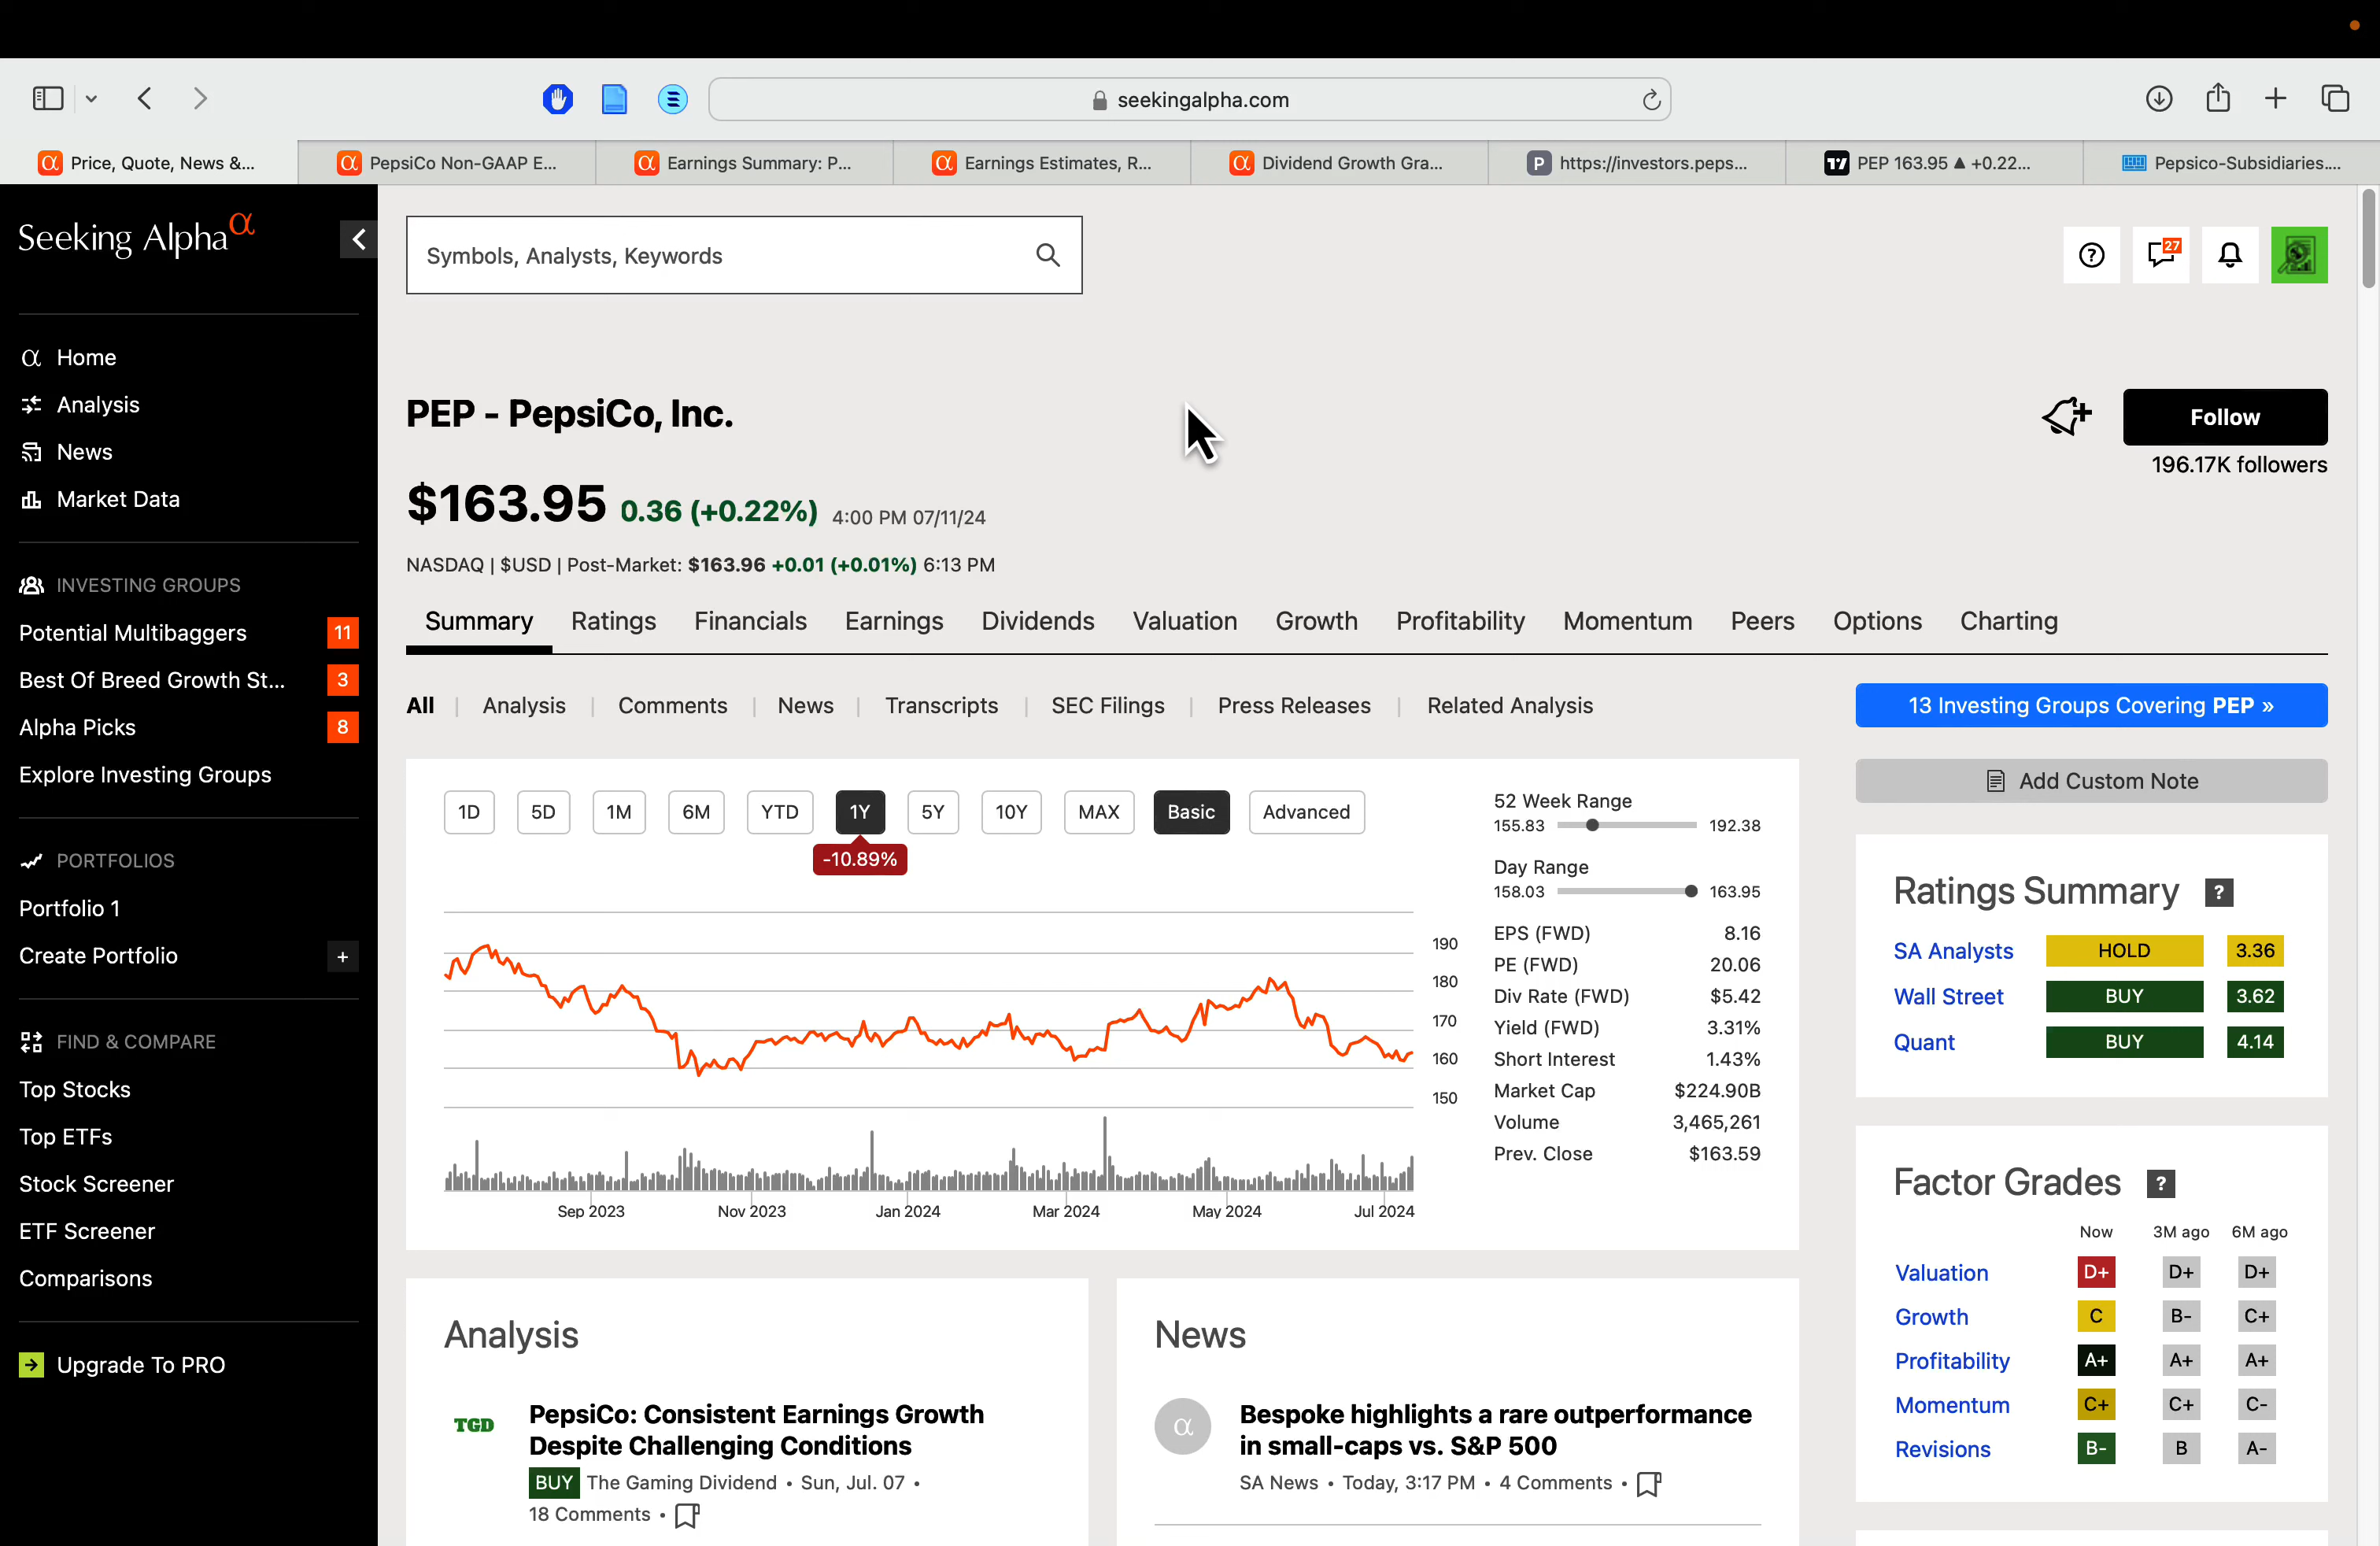 seekingalpha.com
Price, Quote, News &...
PepsiCo Non-GAAP E...
Earnings Summary: P...
Earnings Estimates, R...
Dividend Growth Gra...
P https://investors.peps...
PEP 163.95 ▲ +0.22...
Pepsico-Subsidiaries....
Seeking Alpha α
Symbols, Analysts, Keywords
27
α Home
Analysis
News
Market Data
INVESTING GROUPS
Potential Multibaggers 11
Best Of Breed Growth St... 3
Alpha Picks 8
Explore Investing Groups
PORTFOLIOS
Portfolio 1
Create Portfolio +
FIND & COMPARE
Top Stocks
Top ETFs
Stock Screener
ETF Screener
Comparisons
Upgrade To PRO
PEP - PepsiCo, Inc.
Follow
196.17K followers
$163.95 0.36 (+0.22%) 4:00 PM 07/11/24
NASDAQ | $USD | Post-Market: $163.96 +0.01 (+0.01%) 6:13 PM
Summary Ratings Financials Earnings Dividends Valuation Growth Profitability Momentum Peers Options Charting
All | Analysis | Comments | News | Transcripts | SEC Filings | Press Releases | Related Analysis
13 Investing Groups Covering PEP »
Add Custom Note
1D 5D 1M 6M YTD 1Y 5Y 10Y MAX Basic Advanced
-10.89%
190
180
170
160
150
Sep 2023 Nov 2023 Jan 2024 Mar 2024 May 2024 Jul 2024
52 Week Range
155.83 192.38
Day Range
158.03 163.95
EPS (FWD) 8.16
PE (FWD) 20.06
Div Rate (FWD) $5.42
Yield (FWD) 3.31%
Short Interest 1.43%
Market Cap $224.90B
Volume 3,465,261
Prev. Close $163.59
Ratings Summary ?
SA Analysts HOLD 3.36
Wall Street BUY 3.62
Quant BUY 4.14
Factor Grades ?
Now 3M ago 6M ago
Valuation D+ D+ D+
Growth C B- C+
Profitability A+ A+ A+
Momentum C+ C+ C-
Revisions B- B A-
Analysis
TGD
PepsiCo: Consistent Earnings Growth
Despite Challenging Conditions
BUY The Gaming Dividend • Sun, Jul. 07 •
18 Comments •
News
α
Bespoke highlights a rare outperformance
in small-caps vs. S&P 500
SA News • Today, 3:17 PM • 4 Comments •